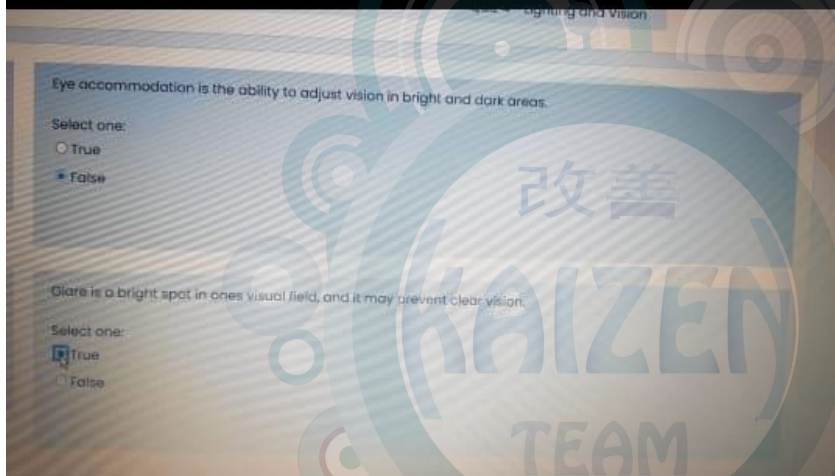 Lighting and Vision
Eye accommodation is the ability to adjust vision in bright and dark areas.
Select one:
True
False
Glare is a bright spot in ones visual field, and it may prevent clear vision.
Select one:
True
False
改善
KAIZEN
TEAM